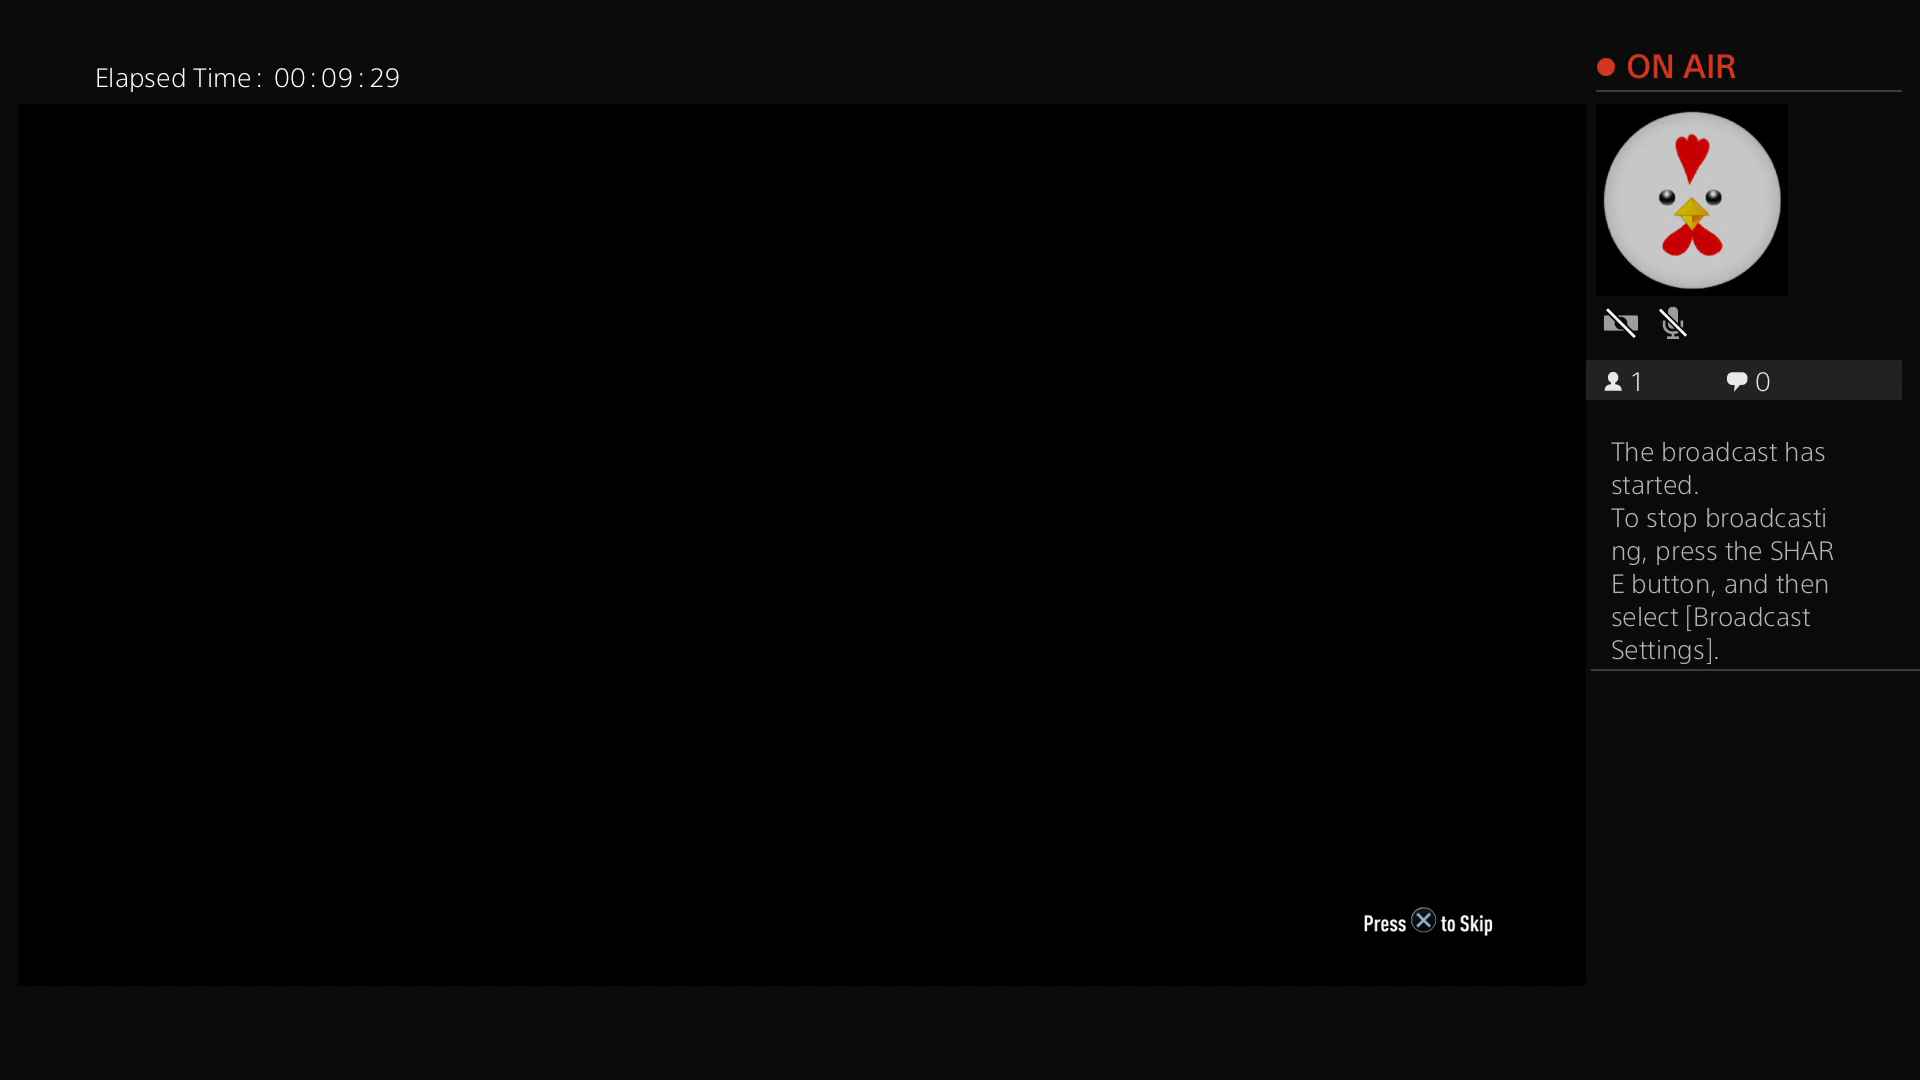 Elapsed Time: 00:09:29
ON AIR
1 0
The broadcast has
started.
To stop broadcasti
ng, press the SHAR
E button, and then
select [Broadcast
Settings].
Press to Skip